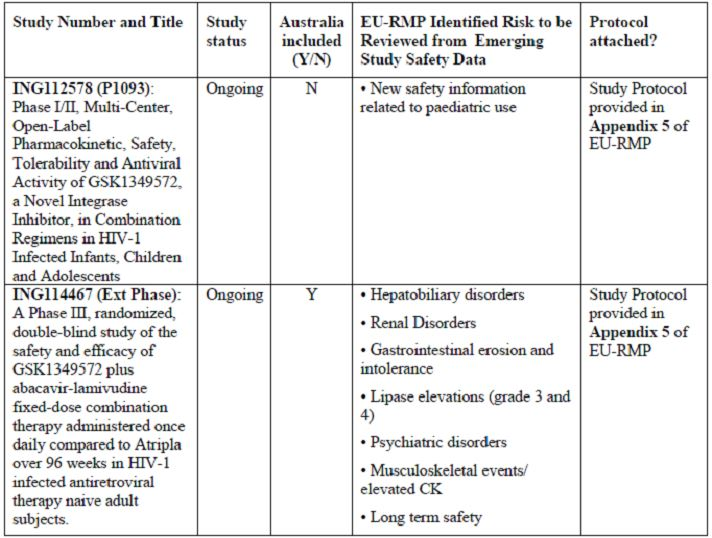 Study Number and Title
Study status
Australia included (Y/N)
EU-RMP Identified Risk to be Reviewed from Emerging Study Safety Data
Protocol attached?
ING112578 (P1093):
Phase I/II, Multi-Center,
Open-Label
Pharmacokinetic, Safety,
Tolerability and Antiviral
Activity of GSK1349572,
a Novel Integrase
Inhibitor, in Combination
Regimens in HIV-1
Infected Infants, Children
and Adolescents
Ongoing
N
• New safety information
related to paediatric use
Study Protocol
provided in
Appendix 5 of
EU-RMP
ING114467 (Ext Phase):
A Phase III, randomized,
double-blind study of the
safety and efficacy of
GSK1349572 plus
abacavir-lamivudine
fixed-dose combination
therapy administered once
daily compared to Atripla
over 96 weeks in HIV-1
infected antiretroviral
therapy naive adult
subjects.
Ongoing
Y
• Hepatobiliary disorders
• Renal Disorders
• Gastrointestinal erosion and
intolerance
• Lipase elevations (grade 3 and
4)
• Psychiatric disorders
• Musculoskeletal events/
elevated CK
• Long term safety
Study Protocol
provided in
Appendix 5 of
EU-RMP